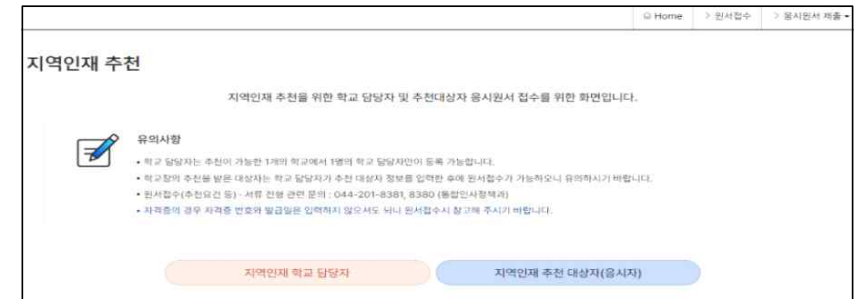 Home > 원서접수 > 응시원서 제출
지역인재 추천
지역인재 추천을 위한 학교 담당자 및 추천대상자 응시원서 접수를 위한 화면입니다.
유의사항
• 학교 담당자는 추천이 가능한 1개의 학교에서 1명의 학교 담당자만이 등록 가능합니다.
• 학교장의 추천을 받은 대상자는 학교 담당자가 추천 대상자 정보를 입력한 후에 원서접수가 가능하오니 유의하시기 바랍니다.
• 원서접수(추천요건 등) · 서류 전형 관련 문의 : 044-201-8381, 8380 (통합인사정책과)
• 자격증의 경우 자격증 번호와 발급일은 입력하지 않으셔도 되니 원서접수시 참고해 주시기 바랍니다.
지역인재 학교 담당자 지역인재 추천 대상자(응시자)